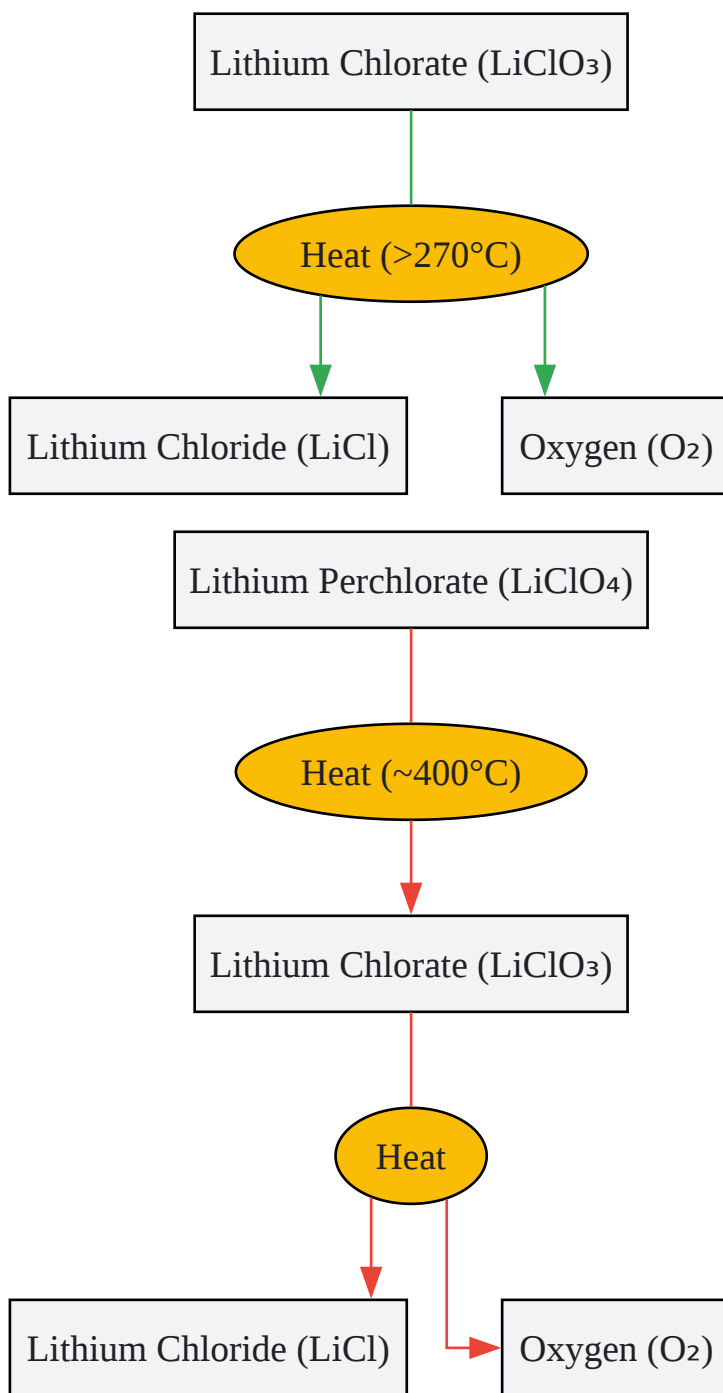 Lithium Chlorate (LiClO₃)
Heat (>270°C)
Lithium Chloride (LiCl)
Oxygen (O₂)
Lithium Perchlorate (LiClO₄)
Heat (~400°C)
Lithium Chlorate (LiClO₃)
Heat
Lithium Chloride (LiCl)
Oxygen (O₂)